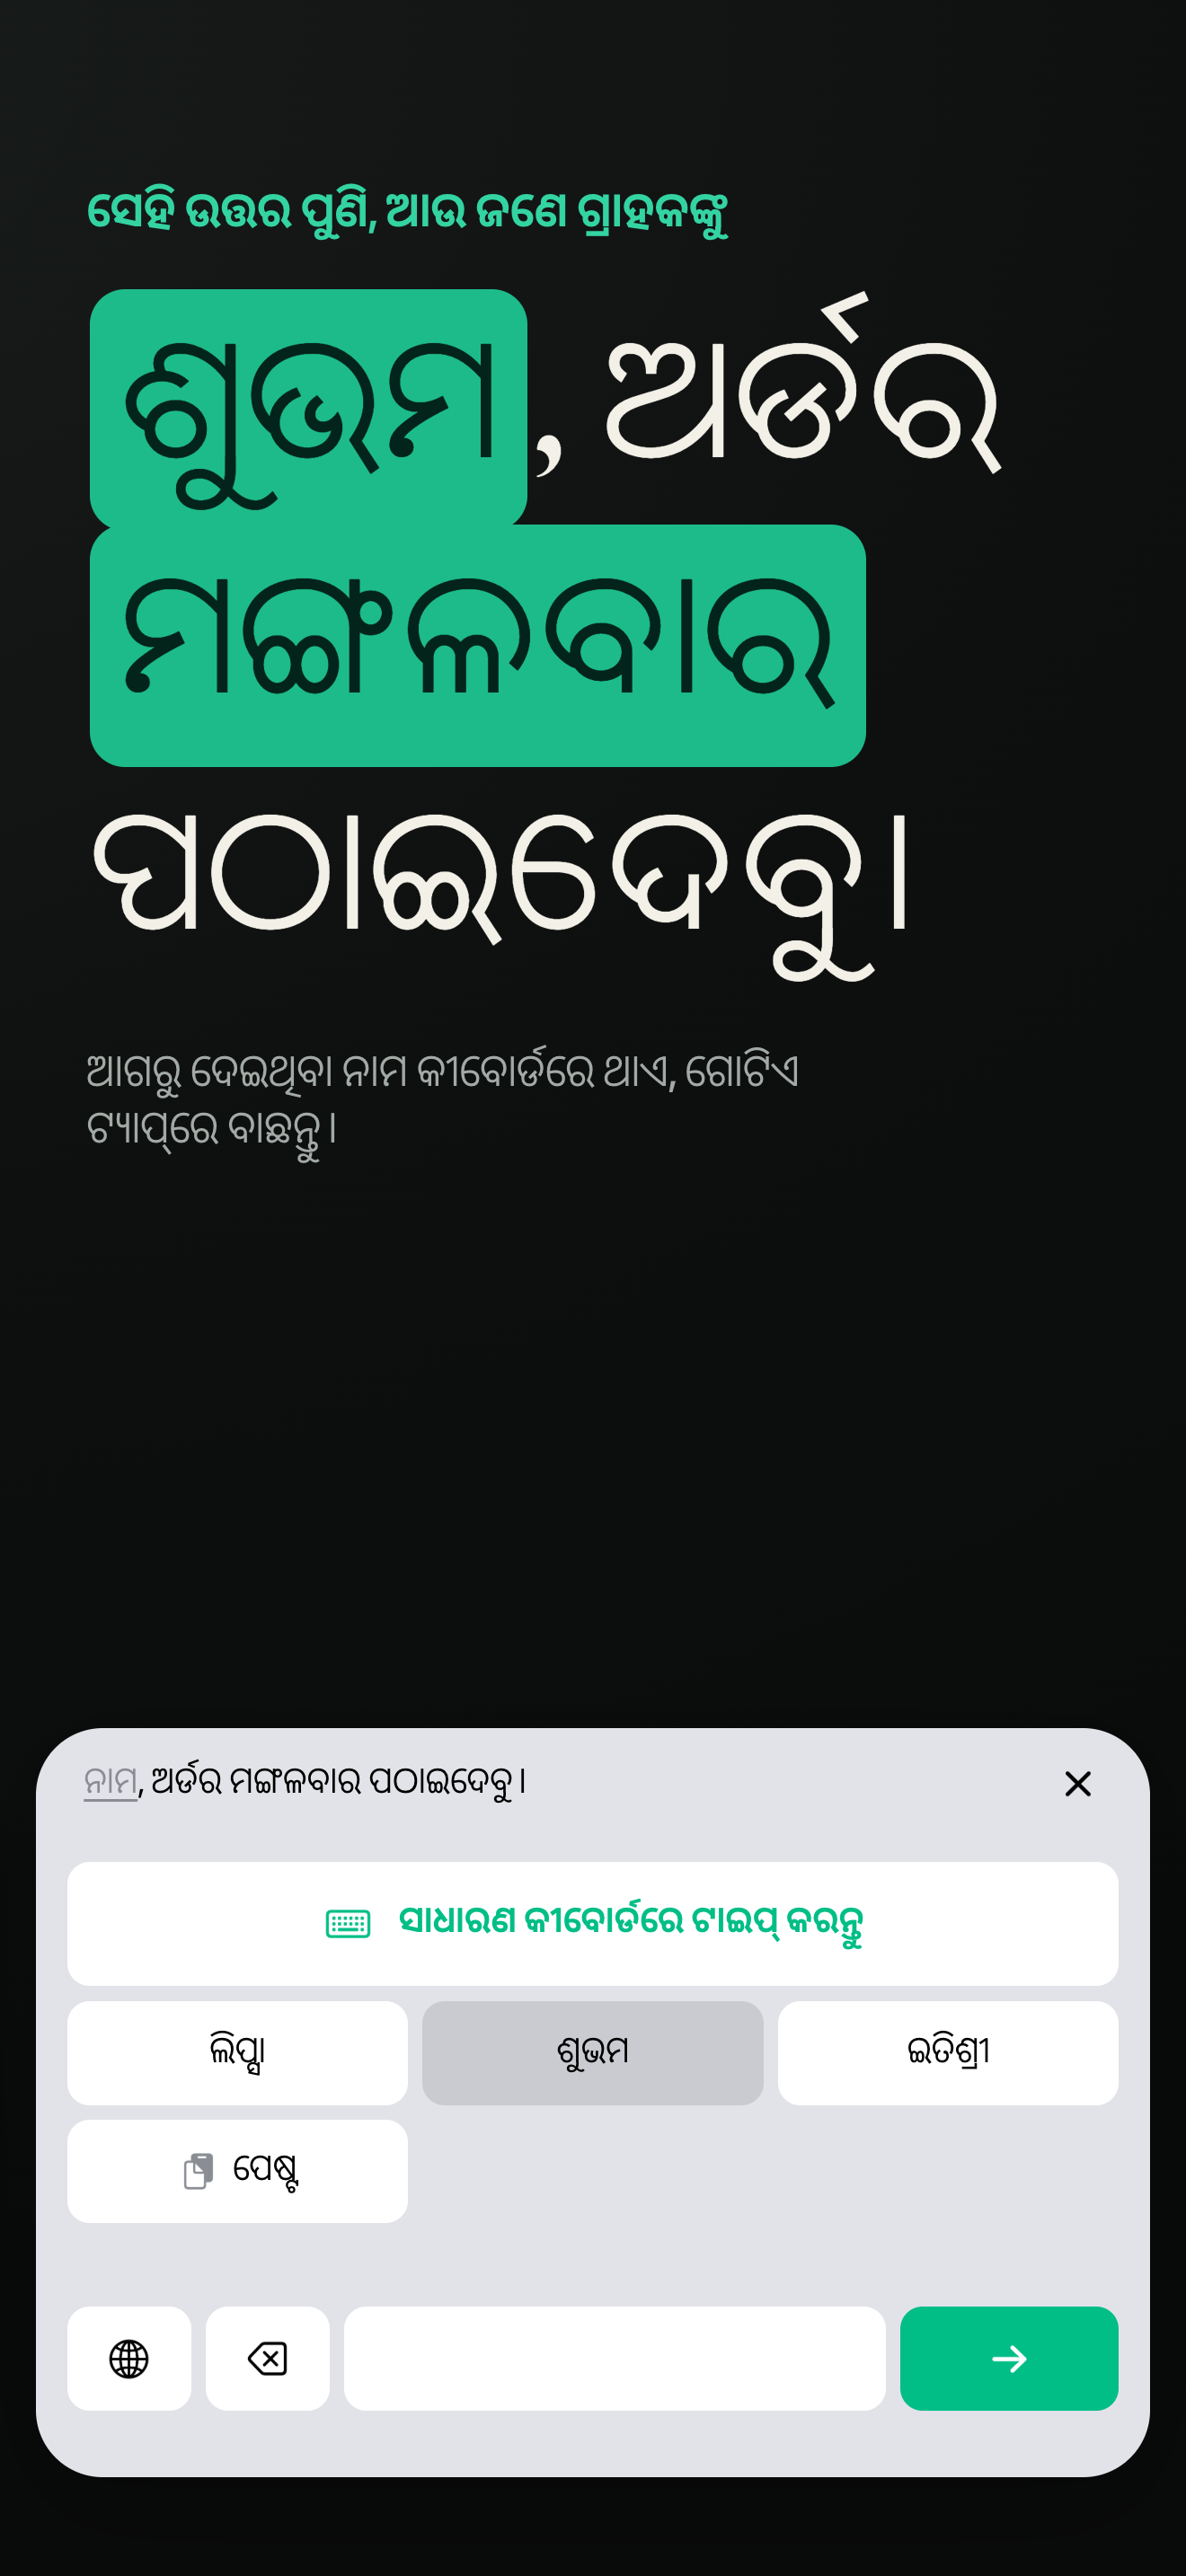 ସେହି ଉତ୍ତର ପୁଣି, ଆଉ ଜଣେ ଗ୍ରାହକଙ୍କୁ
ଶୁଭମ, ଅର୍ଡର
ମଙ୍ଗଳବାର
ପଠାଇଦେବୁ।
ଆଗରୁ ଦେଇଥିବା ନାମ କୀବୋର୍ଡରେ ଥାଏ, ଗୋଟିଏ
ଟ୍ୟାପ୍‌ରେ ବାଛନ୍ତୁ।
ନାମ, ଅର୍ଡର ମଙ୍ଗଳବାର ପଠାଇଦେବୁ।
ସାଧାରଣ କୀବୋର୍ଡରେ ଟାଇପ୍ କରନ୍ତୁ
ଲିପ୍ସା
ଶୁଭମ
ଇତିଶ୍ରୀ
ପେଷ୍ଟ